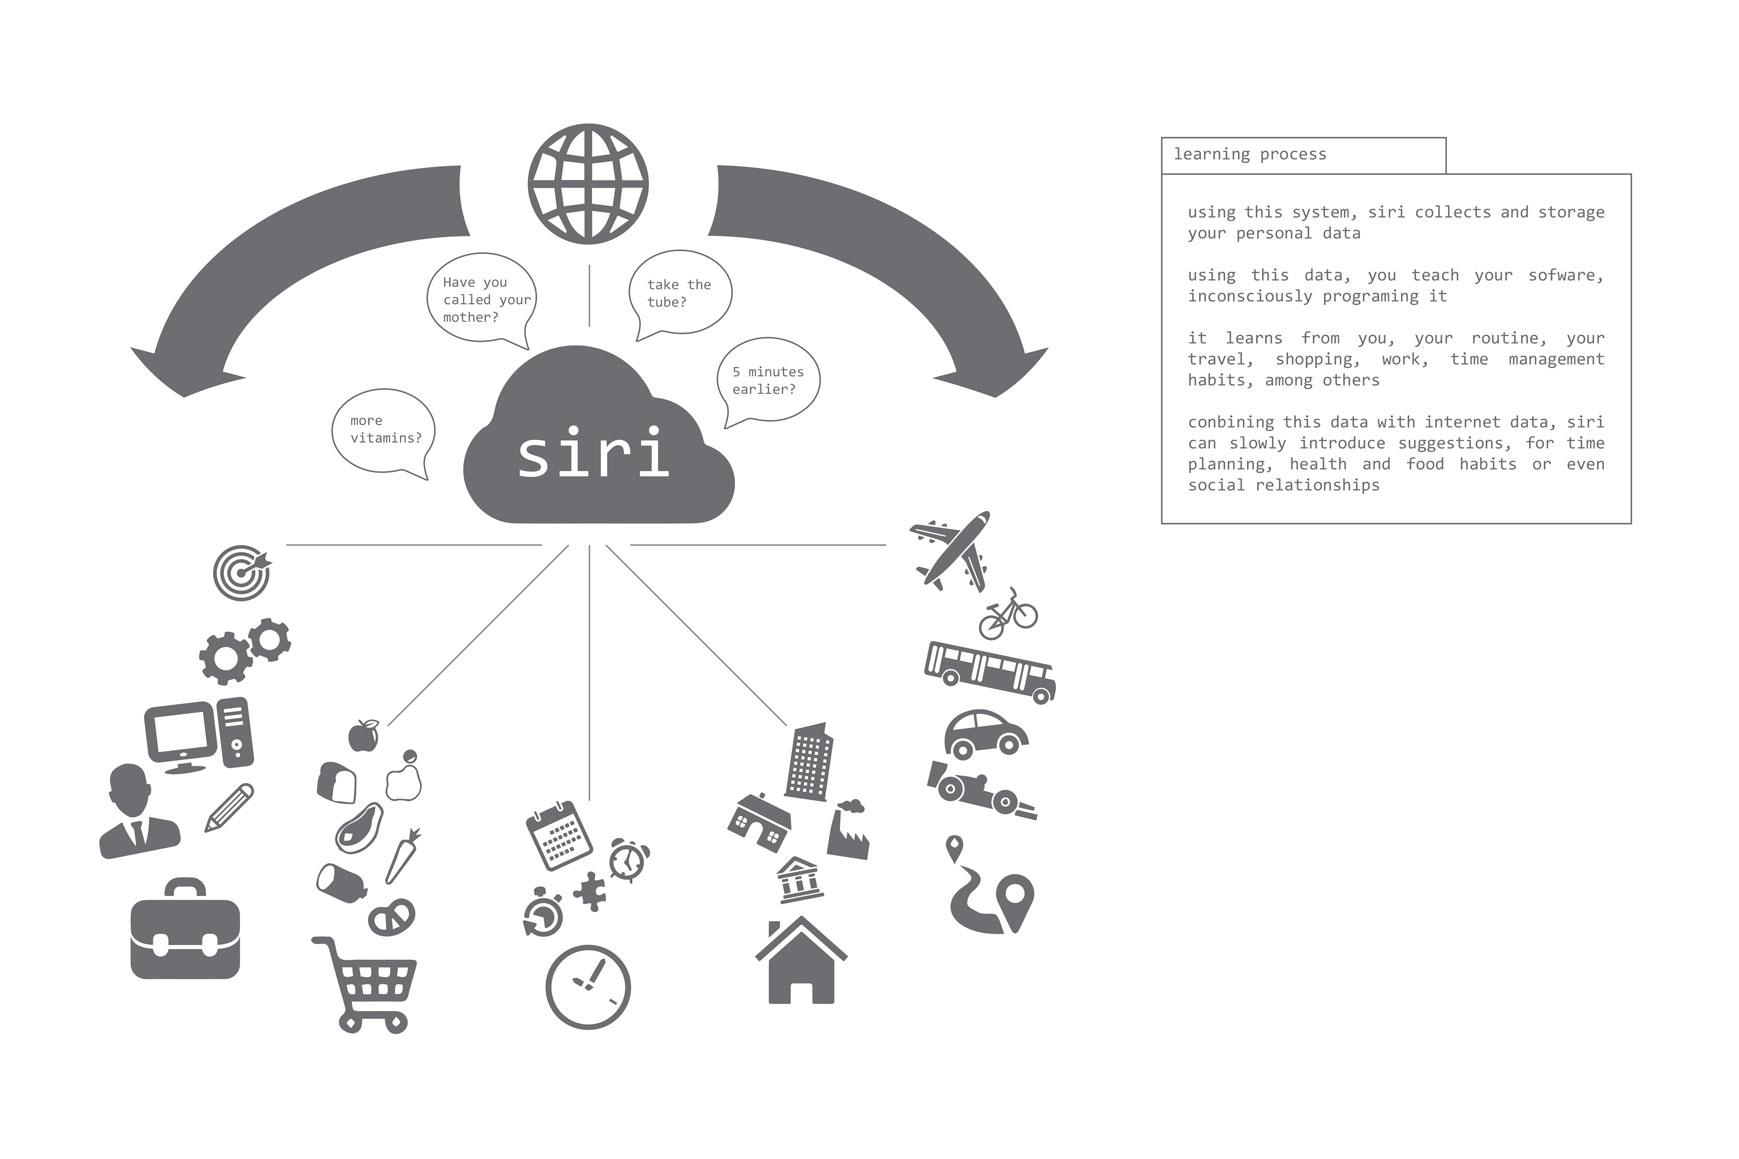 Have you
called your
mother?
take the
tube?
5 minutes
earlier?
more
vitamins?
siri
learning process
using this system, siri collects and storage
your personal data
using this data, you teach your sofware,
inconsciously programing it
it learns from you, your routine, your
travel, shopping, work, time management
habits, among others
conbining this data with internet data, siri
can slowly introduce suggestions, for time
planning, health and food habits or even
social relationships